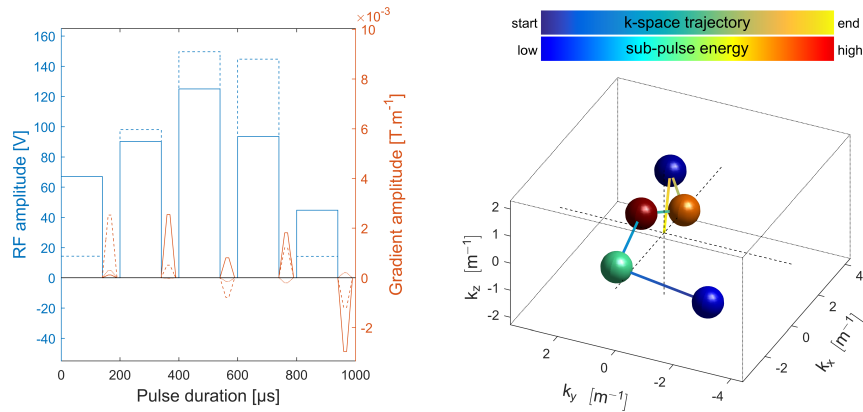 ×10⁻³
160
140
120
100
80
60
40
20
0
-20
-40
RF amplitude [V]
10
8
6
4
2
0
-2
Gradient amplitude [T.m⁻¹]
0 200 400 600 800 1000
Pulse duration [µs]
start k-space trajectory end
low sub-pulse energy high
2
1
0
-1
-2
k_z [m⁻¹]
2 0 -2 -4
k_y [m⁻¹]
4
2
0
-2
k_x [m⁻¹]